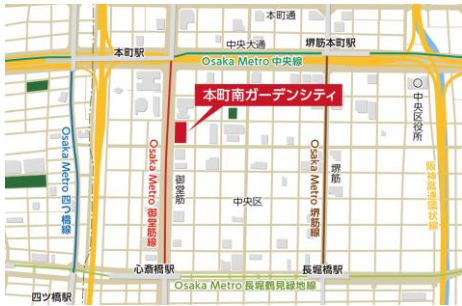 本町通
本町駅
中央大通
堺筋本町駅
Osaka Metro 中央線
本町南ガーデンシティ
中央区役所
Osaka Metro 四つ橋線
Osaka Metro 御堂筋線
御堂筋
中央区
Osaka Metro 堺筋線
堺筋
阪神高速環状線
心斎橋駅
長堀橋駅
Osaka Metro 長堀鶴見緑地線
四ツ橋駅